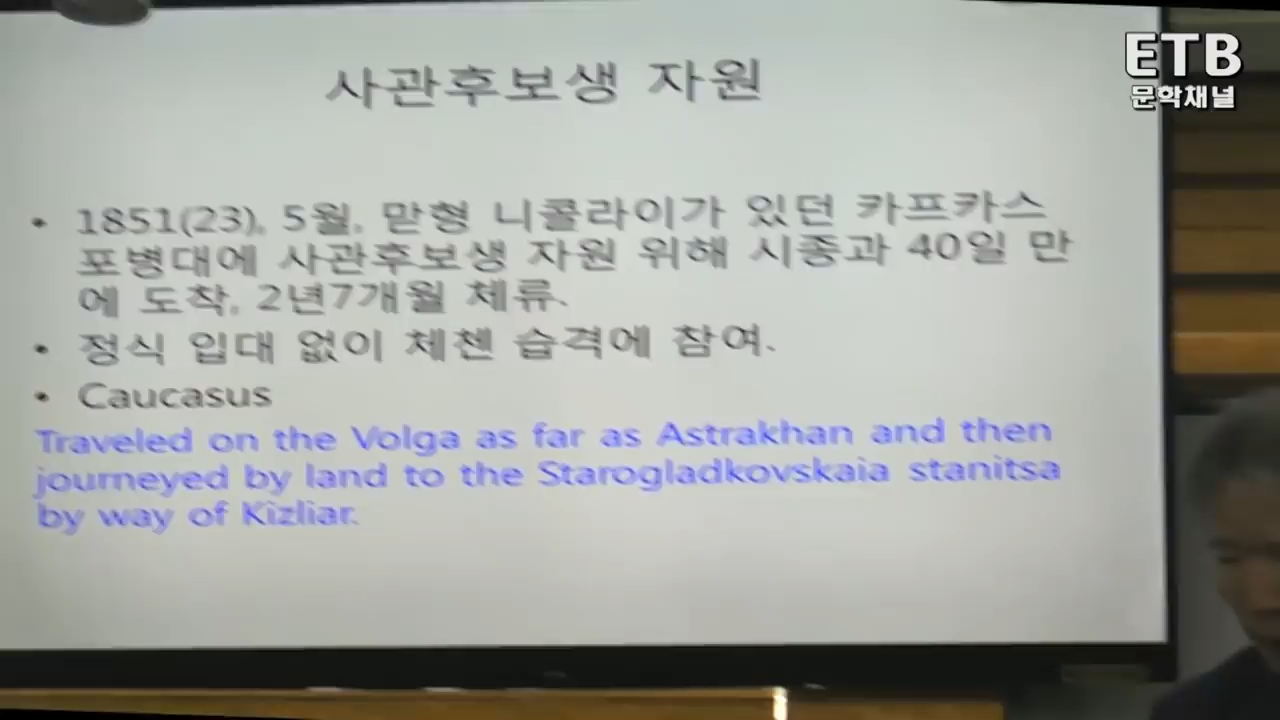 ETB
문학채널
사관후보생 자원
• 1851(23), 5월, 맏형 니콜라이가 있던 카프카스
포병대에 사관후보생 자원 위해 시종과 40일 만
에 도착, 2년7개월 체류.
• 정식 입대 없이 체첸 습격에 참여.
• Caucasus
Traveled on the Volga as far as Astrakhan and then
journeyed by land to the Starogladkovskaia stanitsa
by way of Kizliar.